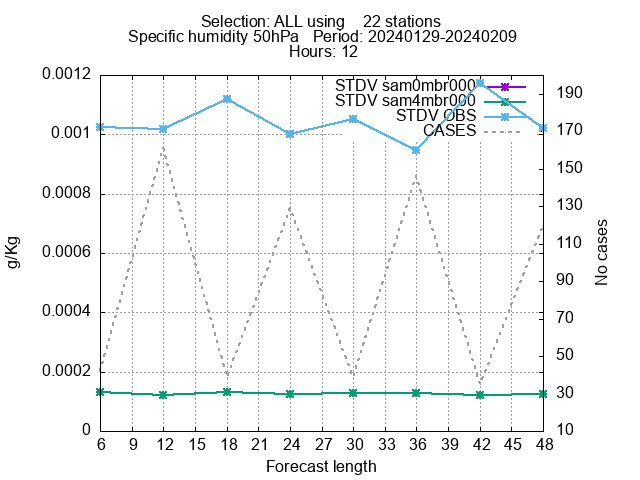 Selection: ALL using    22 stations
Specific humidity 50hPa   Period: 20240129-20240209
Hours: 12
STDV sam0mbr000
STDV sam4mbr000
STDV OBS
CASES
0.0012
0.001
0.0008
0.0006
0.0004
0.0002
0
g/Kg
190
170
150
130
110
90
70
50
30
10
No cases
6 9 12 15 18 21 24 27 30 33 36 39 42 45 48
Forecast length